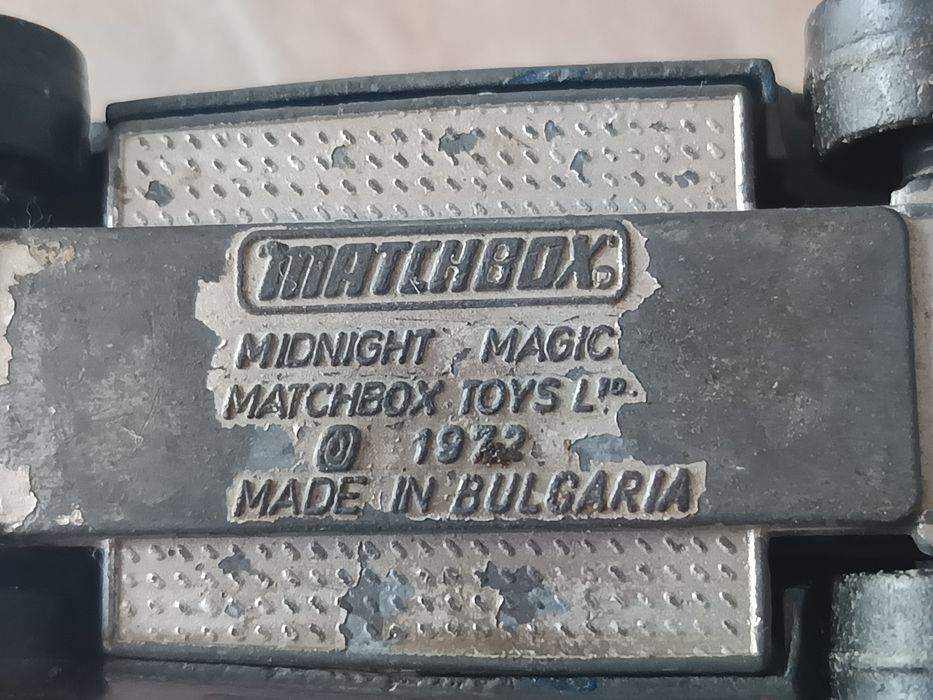 MATCHBOX®
MIDNIGHT MAGIC
MATCHBOX TOYS LTD.
© 1972
MADE IN BULGARIA